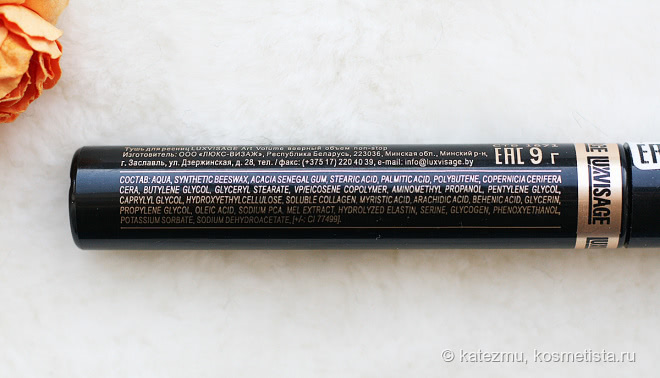 Тушь для ресниц LUXVISAGE Art Volume веерный объем non-stop
Изготовитель: ООО «ЛЮКС-ВИЗАЖ», Республика Беларусь, 223036, Минская обл., Минский р-н,
г. Заславль, ул. Дзержинская, д. 28, тел. / факс: (+375 17) 220 40 39, e-mail: info@luxvisage.by
EAC 9 г
СОСТАВ: AQUA, SYNTHETIC BEESWAX, ACACIA SENEGAL GUM, STEARIC ACID, PALMITIC ACID, POLYBUTENE, COPERNICIA CERIFERA
CERA, BUTYLENE GLYCOL, GLYCERYL STEARATE, VP/EICOSENE COPOLYMER, AMINOMETHYL PROPANOL, PENTYLENE GLYCOL,
CAPRYLYL GLYCOL, HYDROXYETHYLCELLULOSE, SOLUBLE COLLAGEN, MYRISTIC ACID, ARACHIDIC ACID, BEHENIC ACID, GLYCERIN,
PROPYLENE GLYCOL, OLEIC ACID, SODIUM PCA, MEL EXTRACT, HYDROLYZED ELASTIN, SERINE, GLYCOGEN, PHENOXYETHANOL,
POTASSIUM SORBATE, SODIUM DEHYDROACETATE, [+/-: CI 77499].
LUXVISAGE
© katezmu, kosmetista.ru